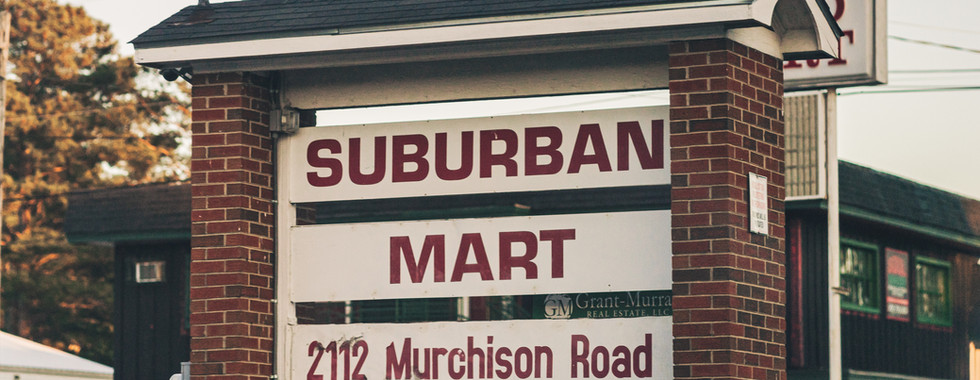 SUBURBAN
MART
GM Grant-Murra
REAL ESTATE, LLC
2112 Murchison Road